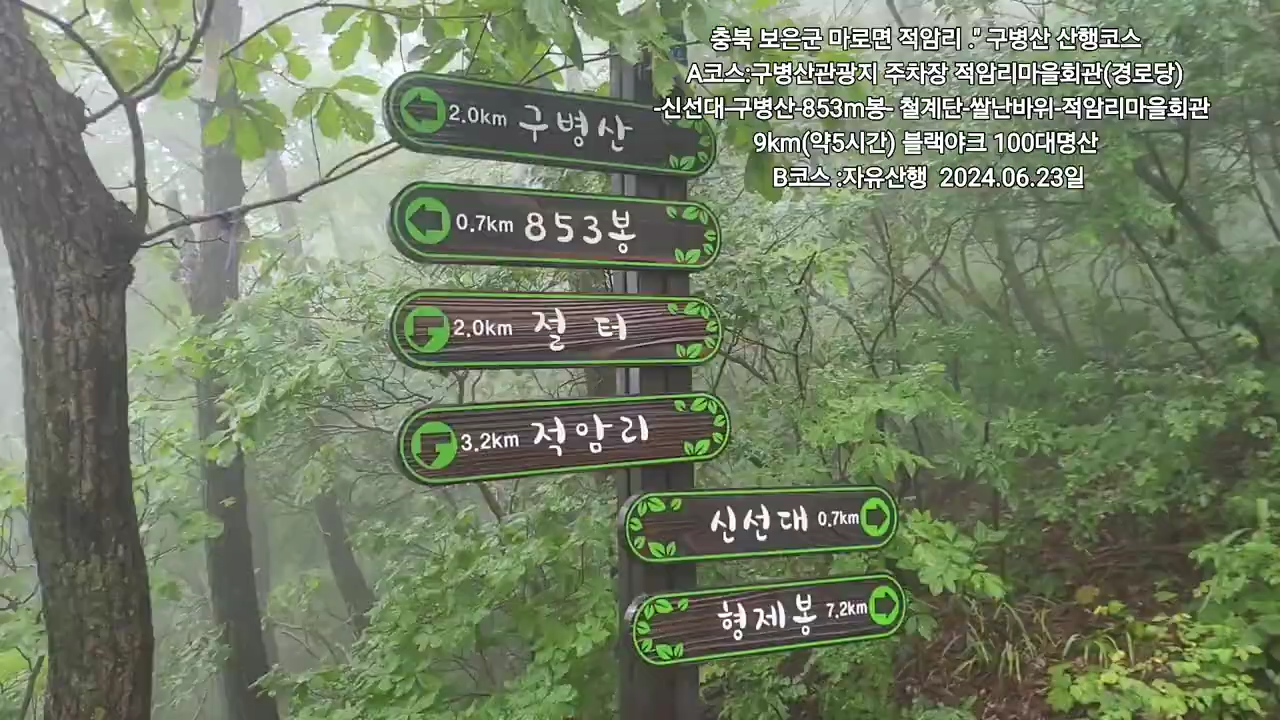 충북 보은군 마로면 적암리 ." 구병산 산행코스
A코스:구병산관광지 주차장 적암리마을회관(경로당)
-신선대-구병산-853m봉- 철계단-쌀난바위-적암리마을회관
9km(약5시간) 블랙야크 100대명산
B코스 :자유산행 2024.06.23일
2.0km 구병산
0.7km 853봉
2.0km 절 터
3.2km 적암리
신선대 0.7km
형제봉 7.2km